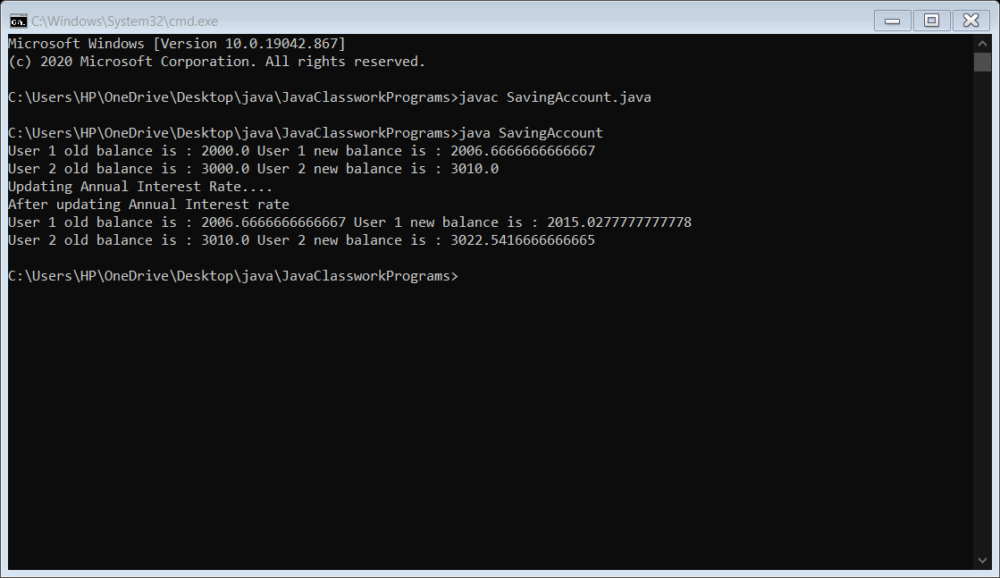 C:\Windows\System32\cmd.exe
Microsoft Windows [Version 10.0.19042.867]
(c) 2020 Microsoft Corporation. All rights reserved.
C:\Users\HP\OneDrive\Desktop\java\JavaClassworkPrograms>javac SavingAccount.java
C:\Users\HP\OneDrive\Desktop\java\JavaClassworkPrograms>java SavingAccount
User 1 old balance is : 2000.0 User 1 new balance is : 2006.6666666666667
User 2 old balance is : 3000.0 User 2 new balance is : 3010.0
Updating Annual Interest Rate....
After updating Annual Interest rate
User 1 old balance is : 2006.6666666666667 User 1 new balance is : 2015.0277777777778
User 2 old balance is : 3010.0 User 2 new balance is : 3022.5416666666665
C:\Users\HP\OneDrive\Desktop\java\JavaClassworkPrograms>